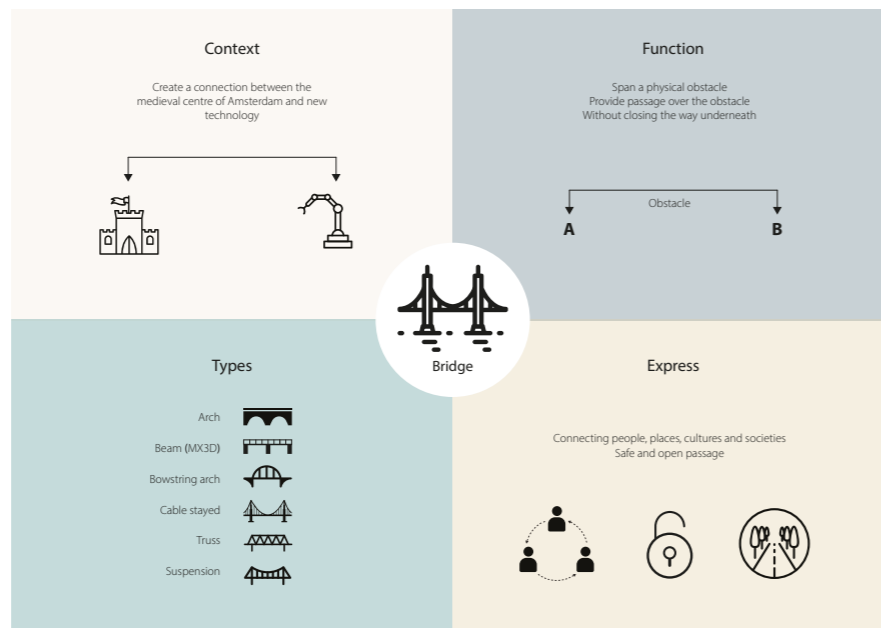 Context
Create a connection between the
medieval centre of Amsterdam and new
technology
Function
Span a physical obstacle
Provide passage over the obstacle
Without closing the way underneath
Obstacle
A
B
Bridge
Types
Arch
Beam (MX3D)
Bowstring arch
Cable stayed
Truss
Suspension
Express
Connecting people, places, cultures and societies
Safe and open passage